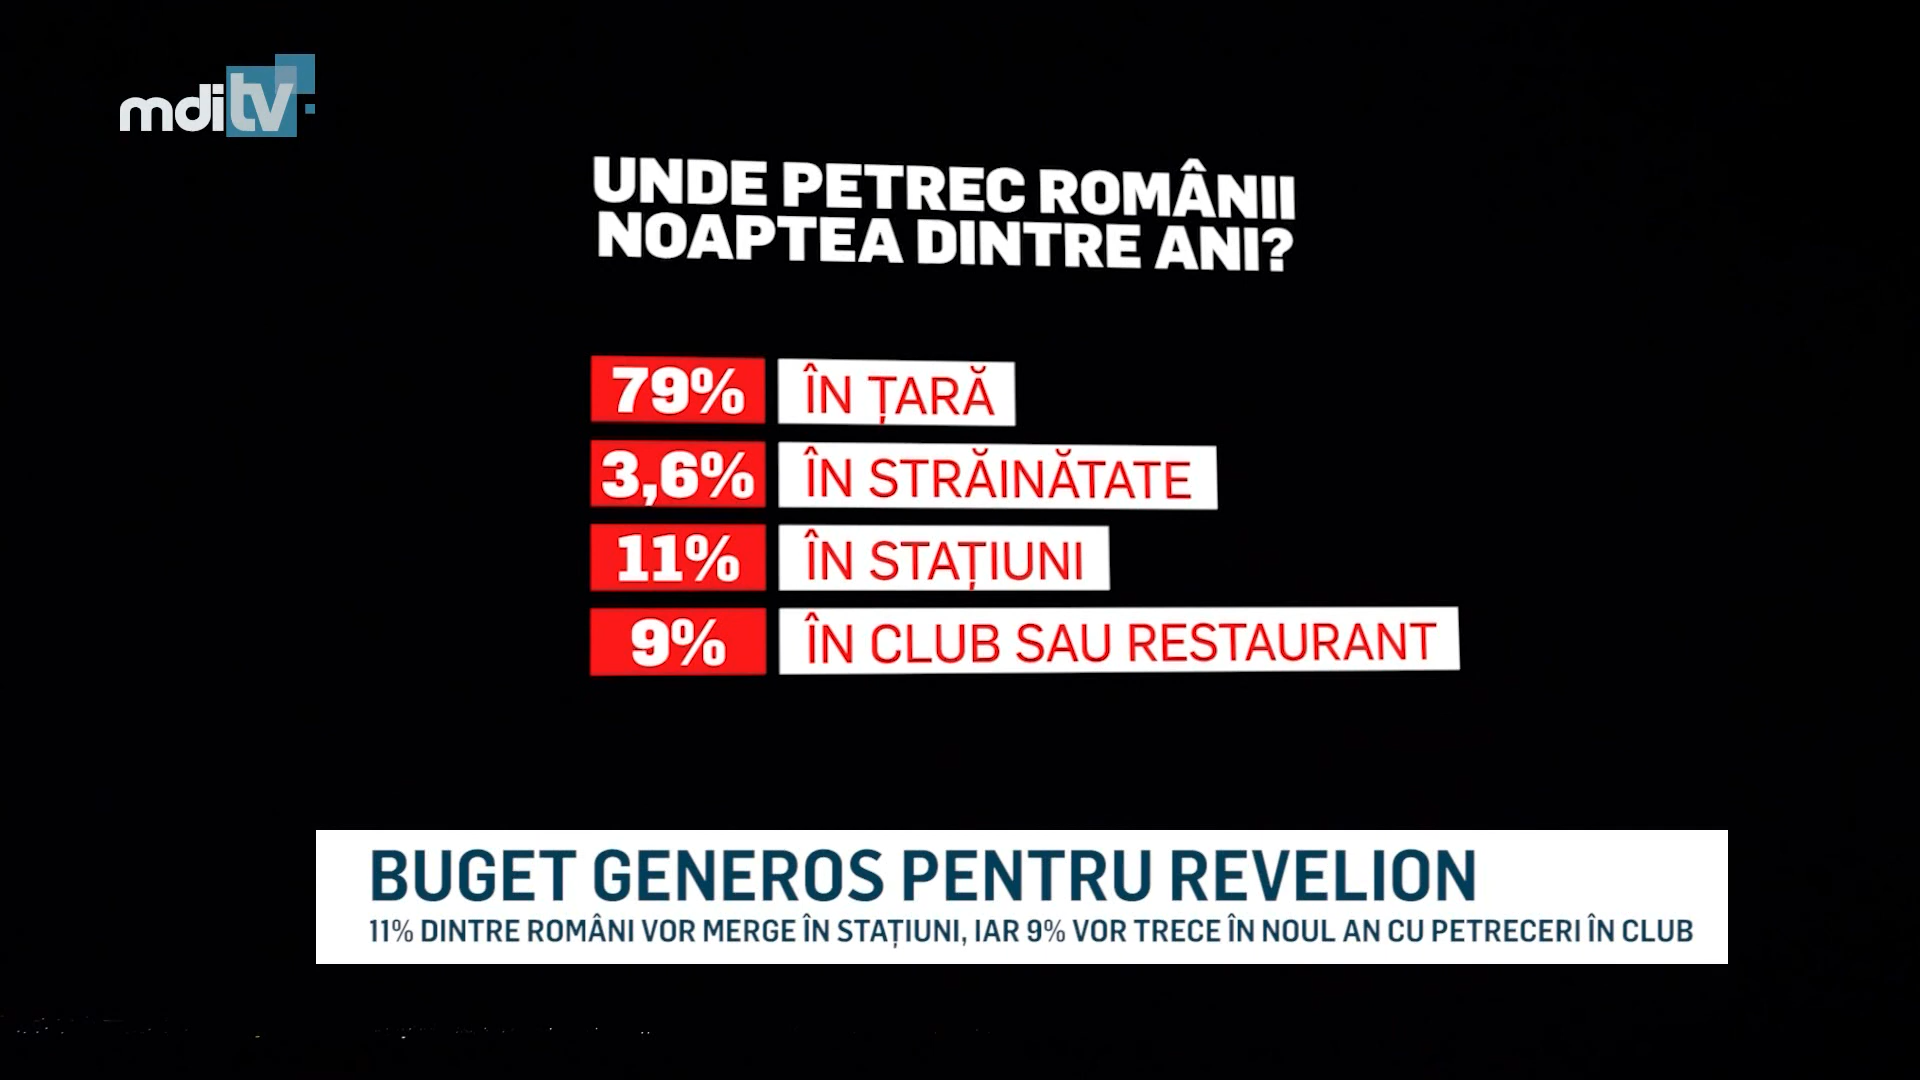 mditv
UNDE PETREC ROMÂNII
NOAPTEA DINTRE ANI?
79% ÎN ȚARĂ
3,6% ÎN STRĂINĂTATE
11% ÎN STAȚIUNI
9% ÎN CLUB SAU RESTAURANT
BUGET GENEROS PENTRU REVELION
11% DINTRE ROMÂNI VOR MERGE ÎN STAȚIUNI, IAR 9% VOR TRECE ÎN NOUL AN CU PETRECERI ÎN CLUB